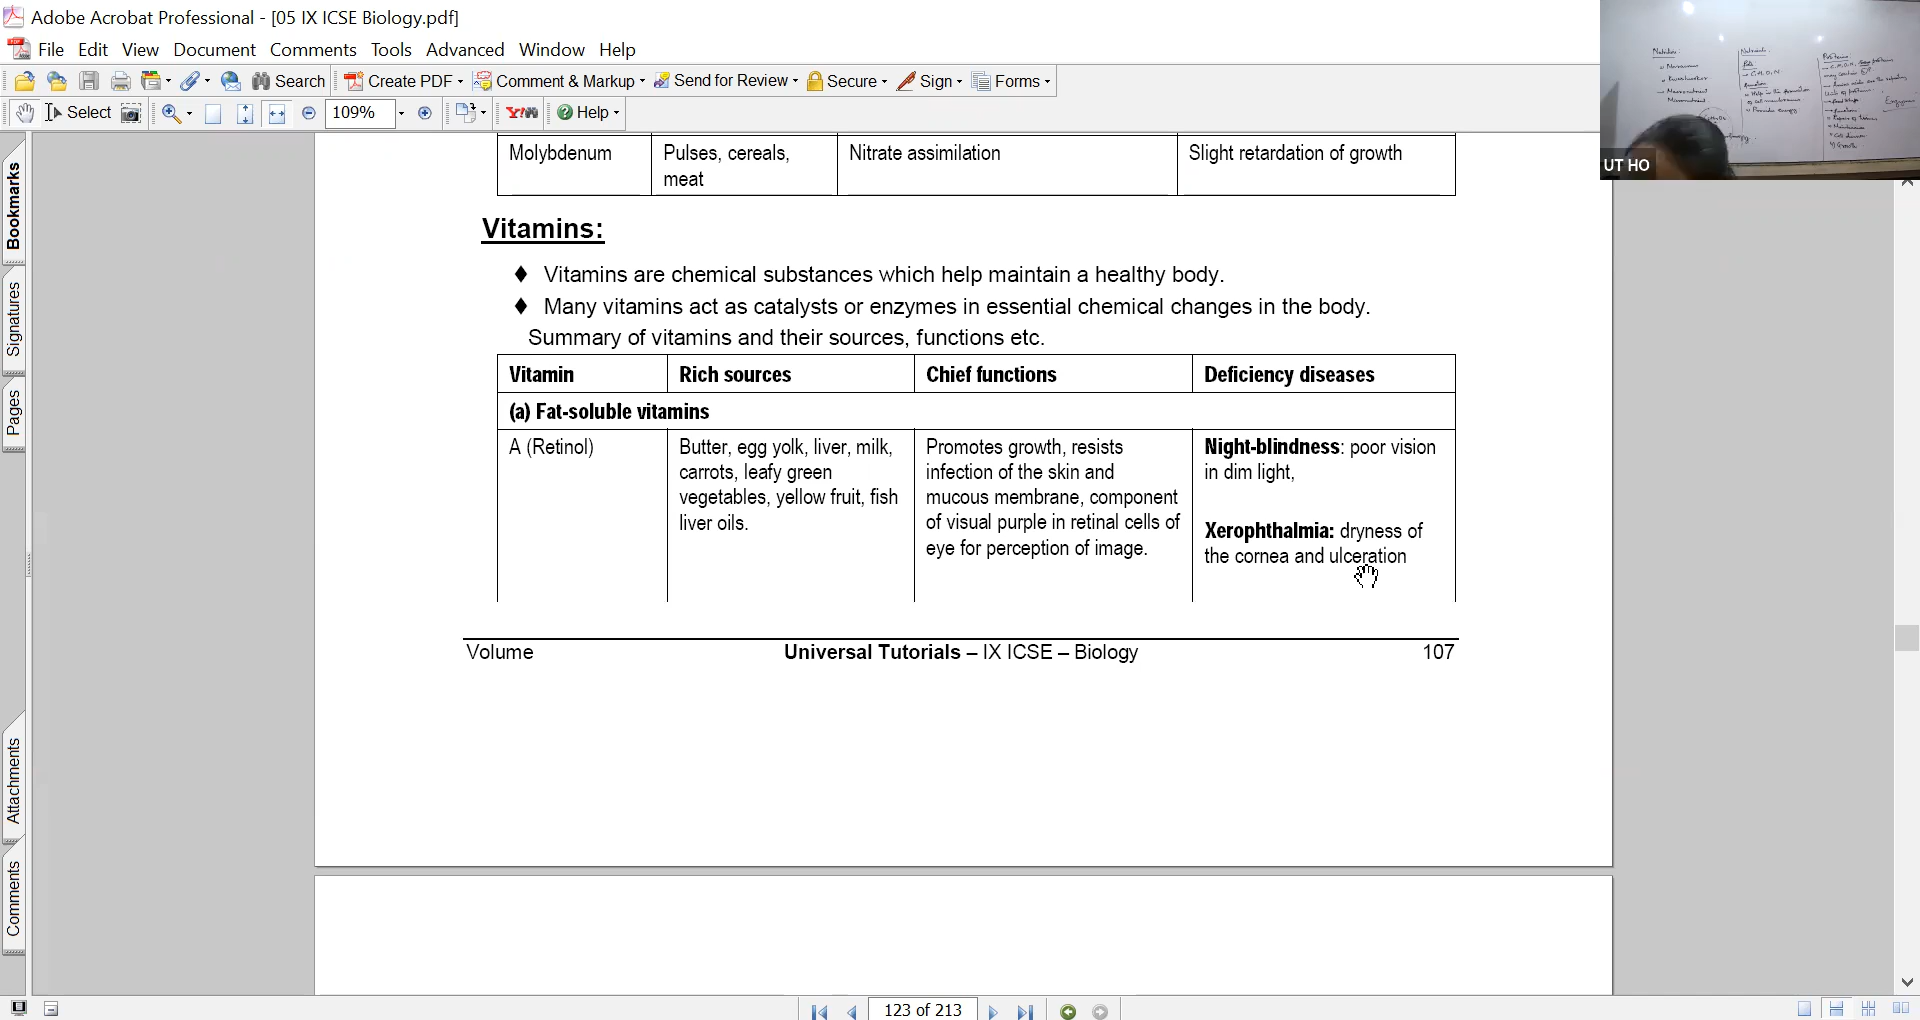 Adobe Acrobat Professional - [05 IX ICSE Biology.pdf]
File Edit View Document Comments Tools Advanced Window Help
Search Create PDF Comment & Markup Send for Review Secure Sign Forms
Select 109% Y! Help
Bookmarks
Signatures
Pages
Attachments
Comments
Molybdenum Pulses, cereals, meat Nitrate assimilation Slight retardation of growth
Vitamins:
♦ Vitamins are chemical substances which help maintain a healthy body.
♦ Many vitamins act as catalysts or enzymes in essential chemical changes in the body.
Summary of vitamins and their sources, functions etc.
Vitamin Rich sources Chief functions Deficiency diseases
(a) Fat-soluble vitamins
A (Retinol)
Butter, egg yolk, liver, milk,
carrots, leafy green
vegetables, yellow fruit, fish
liver oils.
Promotes growth, resists
infection of the skin and
mucous membrane, component
of visual purple in retinal cells of
eye for perception of image.
Night-blindness: poor vision
in dim light,
Xerophthalmia: dryness of
the cornea and ulceration
Volume Universal Tutorials – IX ICSE – Biology 107
123 of 213
UT HO